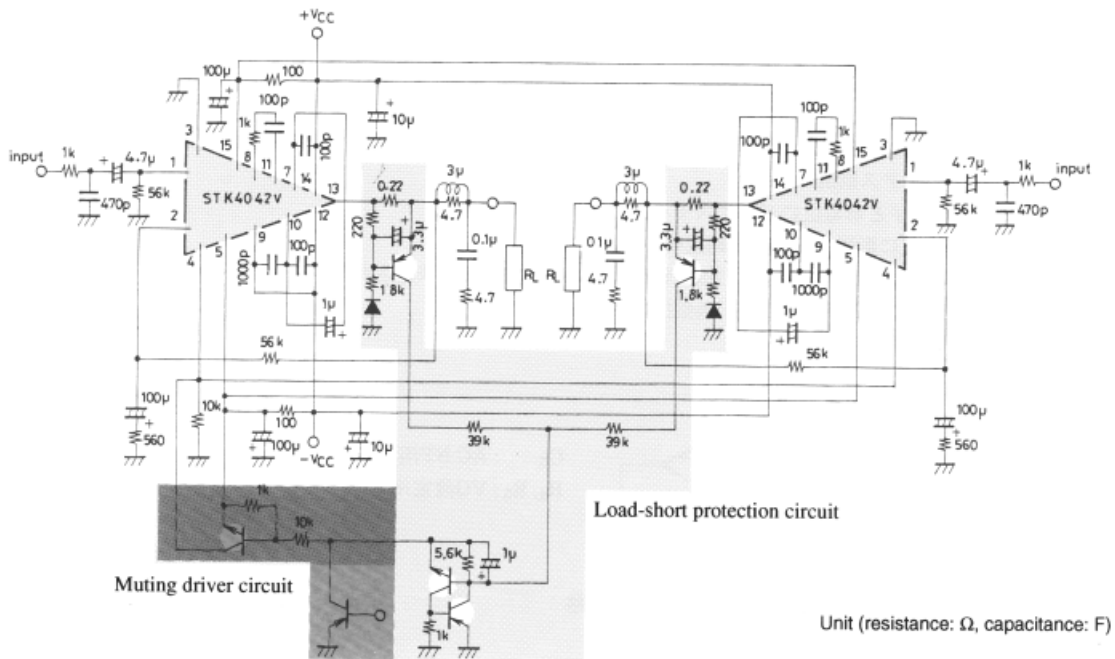 +VCC
100μ + 100
3 15 8 1k 100p 11 7 100p 14 + 10μ
input 1k 4.7μ + 1
470p 56k 2
STK4042V 13
12 10 9 5 4
1000p 100p 1μ +
0.22
220 3.3μ +
1.8k
3μ
4.7
0.1μ
4.7
RL
RL
3μ
4.7
01μ
4.7
0.22
220 3.3μ +
1.8k
100p 14 7 100p 11 8 1k 15 3
13 STK4042V
12 10 9 5 4
100p 1000p
1μ +
1 4.7μ + 1k input
2 56k 470p
56k
56k
100μ + 560
10k
100
100μ + -VCC + 10μ
39k 39k
100μ + 560
1k
10k
Muting driver circuit
5.6k 1μ +
1k
Load-short protection circuit
Unit (resistance: Ω, capacitance: F)